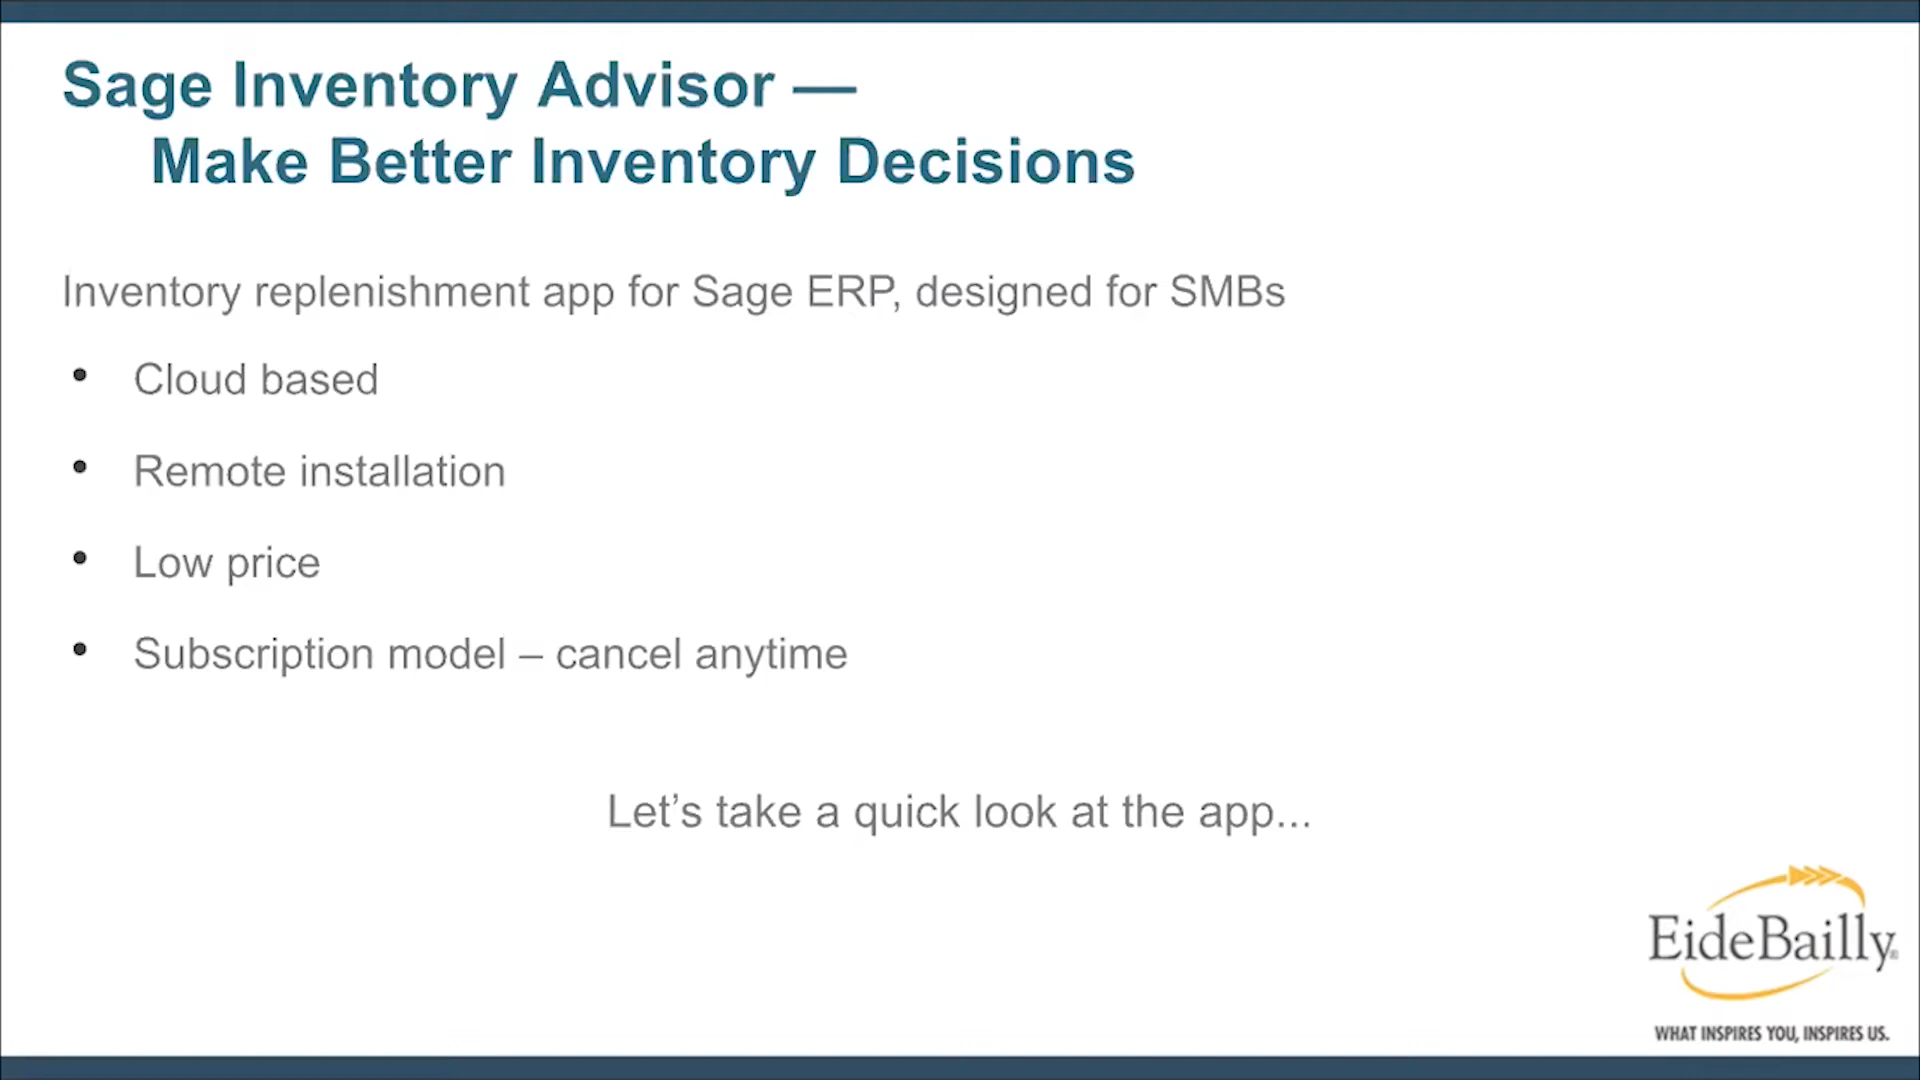 Sage Inventory Advisor —
Make Better Inventory Decisions
Inventory replenishment app for Sage ERP, designed for SMBs
• Cloud based
• Remote installation
• Low price
• Subscription model – cancel anytime
Let’s take a quick look at the app...
EideBailly®
WHAT INSPIRES YOU, INSPIRES US.